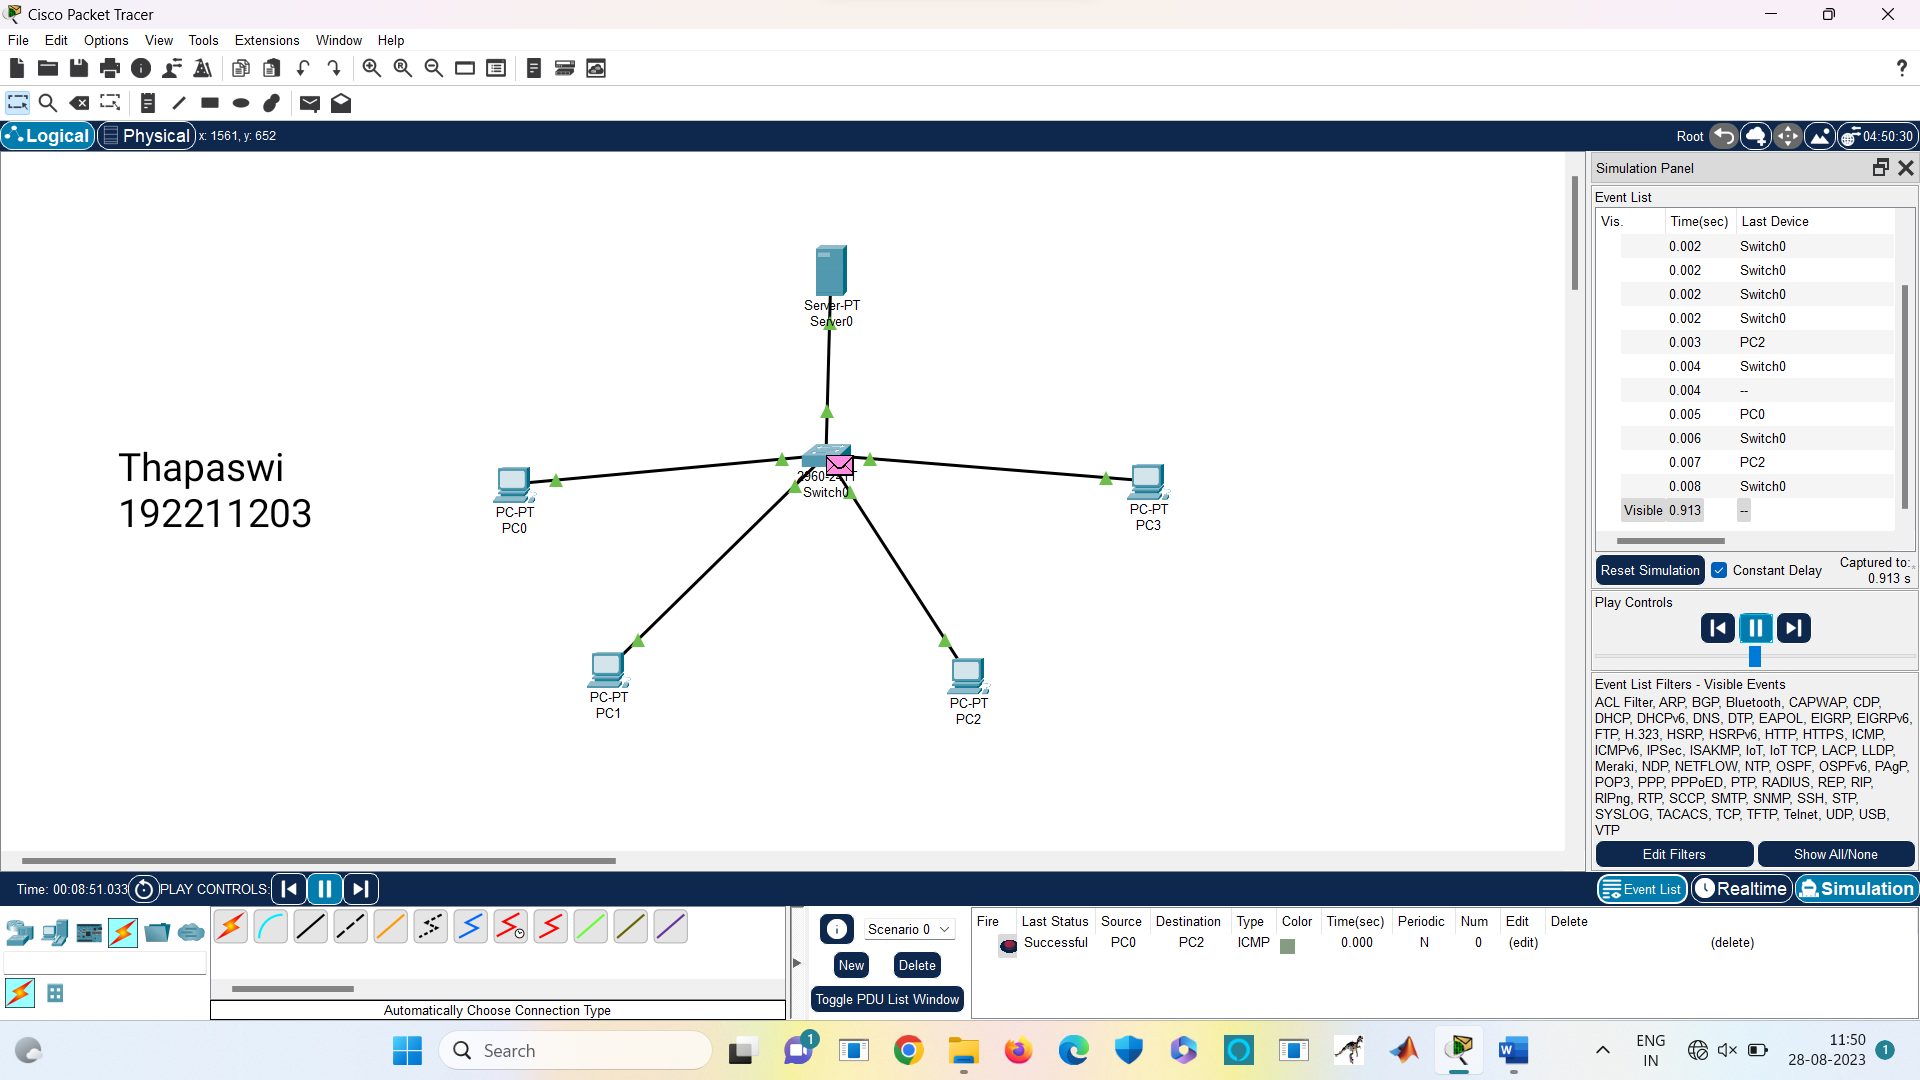 Cisco Packet Tracer
File Edit Options View Tools Extensions Window Help
?
Logical Physical x: 1561, y: 652
Root 04:50:30
Server-PT
Server0
Thapaswi
192211203
PC-PT
PC0
Switch0
PC-PT
PC3
PC-PT
PC1
PC-PT
PC2
Simulation Panel
Event List
Vis. Time(sec) Last Device
0.002 Switch0
0.002 Switch0
0.002 Switch0
0.002 Switch0
0.003 PC2
0.004 Switch0
0.004 --
0.005 PC0
0.006 Switch0
0.007 PC2
0.008 Switch0
Visible 0.913 --
Reset Simulation Constant Delay Captured to:
0.913 s
Play Controls
Event List Filters - Visible Events
ACL Filter, ARP, BGP, Bluetooth, CAPWAP, CDP,
DHCP, DHCPv6, DNS, DTP, EAPOL, EIGRP, EIGRPv6,
FTP, H.323, HSRP, HSRPv6, HTTP, HTTPS, ICMP,
ICMPv6, IPSec, ISAKMP, IoT, IoT TCP, LACP, LLDP,
Meraki, NDP, NETFLOW, NTP, OSPF, OSPFv6, PAgP,
POP3, PPP, PPPoED, PTP, RADIUS, REP, RIP,
RIPng, RTP, SCCP, SMTP, SNMP, SSH, STP,
SYSLOG, TACACS, TCP, TFTP, Telnet, UDP, USB,
VTP
Edit Filters Show All/None
Time: 00:08:51.033 PLAY CONTROLS:
Event List Realtime Simulation
Automatically Choose Connection Type
Scenario 0
New Delete
Toggle PDU List Window
Fire Last Status Source Destination Type Color Time(sec) Periodic Num Edit Delete
Successful PC0 PC2 ICMP 0.000 N 0 (edit) (delete)
Search
1
ENG
IN
11:50
28-08-2023
1